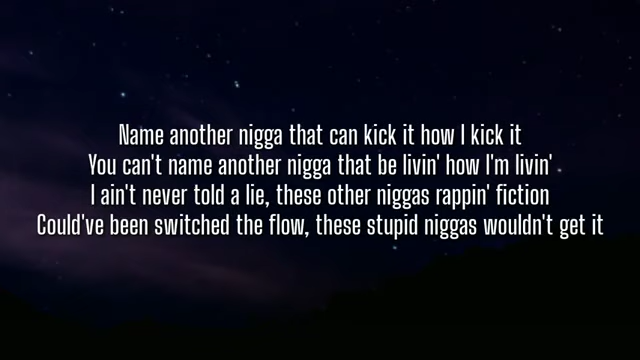 Name another nigga that can kick it how I kick it
You can't name another nigga that be livin' how I'm livin'
I ain't never told a lie, these other niggas rappin' fiction
Could've been switched the flow, these stupid niggas wouldn't get it